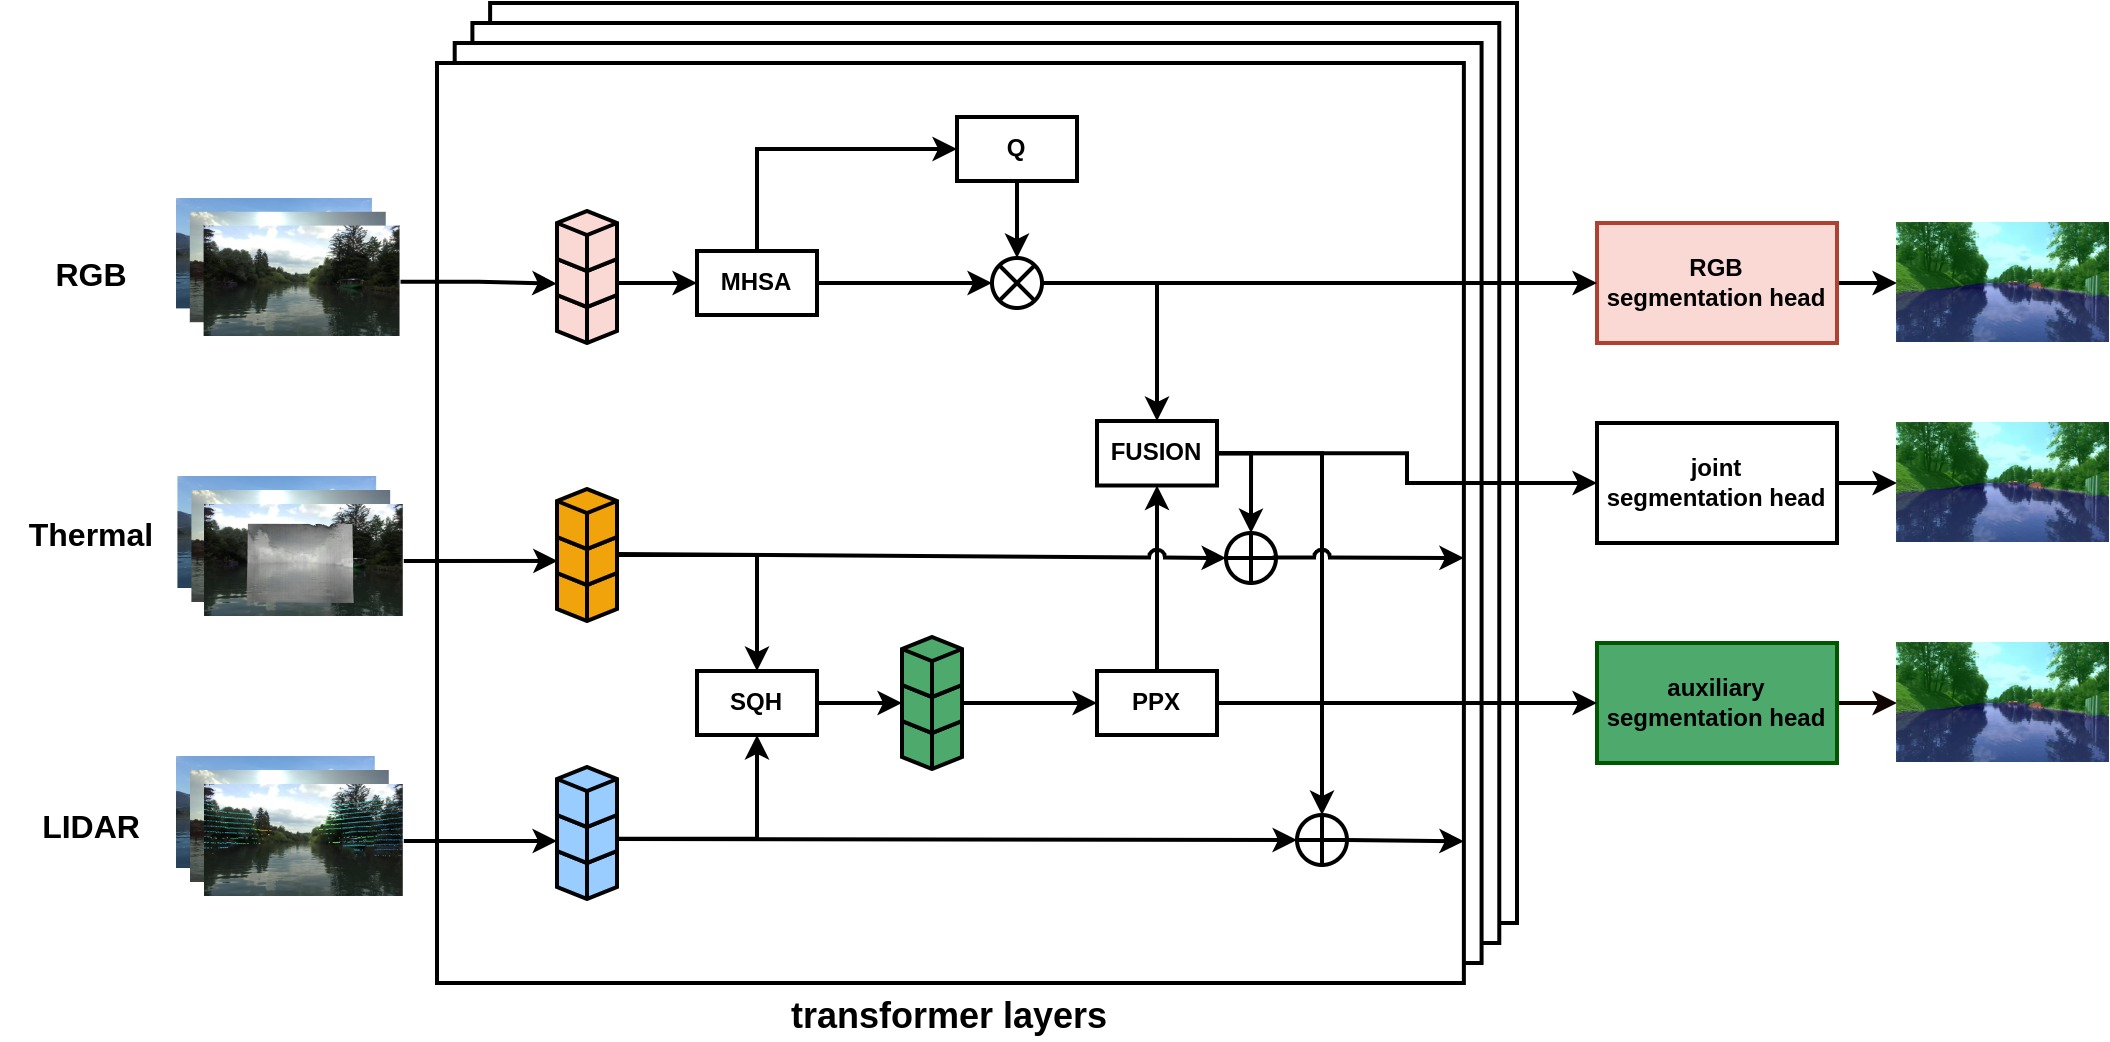 Q
RGB
MHSA
RGB
segmentation head
FUSION
joint
segmentation head
Thermal
SQH
PPX
auxiliary
segmentation head
LIDAR
transformer layers